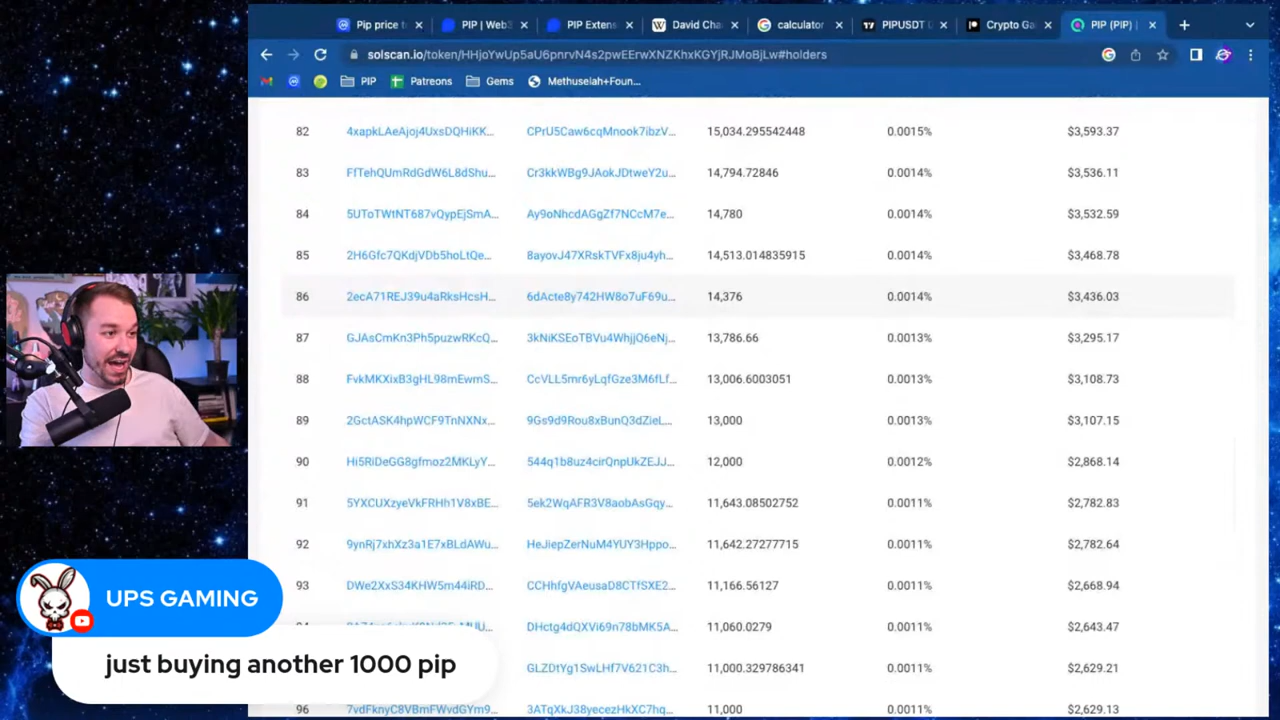 Pip price t
PIP | Web3
PIP Extens
David Cha
calculator
PIPUSDT
Crypto Ga
PIP (PIP) |
solscan.io/token/HHjoYwUp5aU6pnrvN4s2pwEErwXNZKhxKGYjRJMoBjLw#holders
PIP
Patreons
Gems
Methuselah+Foun...
82 4xapkLAeAjoj4UxsDQHiKK... CPrU5Caw6cqMnook7ibzV... 15,034.295542448 0.0015% $3,593.37
83 FfTehQUmRdGdW6L8dShu... Cr3kkWBg9JAokJDtweY2u... 14,794.72846 0.0014% $3,536.11
84 5UToTWtNT687vQypEjSmA... Ay9oNhcdAGgZf7NCcM7e... 14,780 0.0014% $3,532.59
85 2H6Gfc7QKdjVDb5hoLtQe... 8ayovJ47XRskTVFx8ju4yh... 14,513.014835915 0.0014% $3,468.78
86 2ecA71REJ39u4aRksHcsH... 6dActe8y742HW8o7uF69u... 14,376 0.0014% $3,436.03
87 GJAsCmKn3Ph5puzwRKcQ... 3kNiKSEoTBVu4WhjjQ6eNj... 13,786.66 0.0013% $3,295.17
88 FvkMKXixB3gHL98mEwmS... CcVLL5mr6yLqfGze3M6fLf... 13,006.6003051 0.0013% $3,108.73
89 2GctASK4hpWCF9TnNXNx... 9Gs9d9Rou8xBunQ3dZieL... 13,000 0.0013% $3,107.15
90 Hi5RiDeGG8gfmoz2MKLyY... 544q1b8uz4cirQnpUkZEJJ... 12,000 0.0012% $2,868.14
91 5YXCUXzyeVkFRHh1V8xBE... 5ek2WqAFR3V8aobAsGqy... 11,643.08502752 0.0011% $2,782.83
92 9ynRj7xhXz3a1E7xBLdAWu... HeJiepZerNuM4YUY3Hppo... 11,642.27277715 0.0011% $2,782.64
93 DWe2XxS34KHW5m44iRD... CCHhfgVAeusaD8CTfSXE2... 11,166.56127 0.0011% $2,668.94
DHctg4dQXVi69n78bMK5A... 11,060.0279 0.0011% $2,643.47
GLZDtYg1SwLHf7V621C3h... 11,000.329786341 0.0011% $2,629.21
96 7vdFknyC8VBmFwvdGYm9... 3ATqXkJ38yecezHkXC7hq... 11,000 0.0011% $2,629.13
UPS GAMING
just buying another 1000 pip